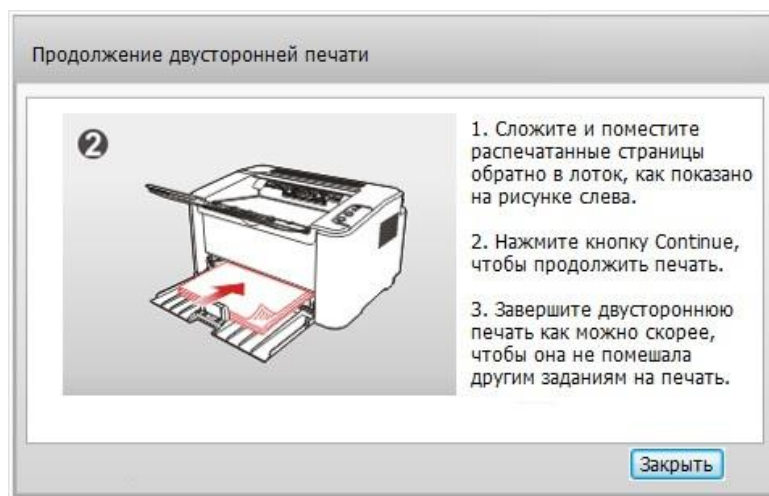 Продолжение двусторонней печати
2
1. Сложите и поместите
распечатанные страницы
обратно в лоток, как показано
на рисунке слева.
2. Нажмите кнопку Continue,
чтобы продолжить печать.
3. Завершите двустороннюю
печать как можно скорее,
чтобы она не помешала
другим заданиям на печать.
Закрыть